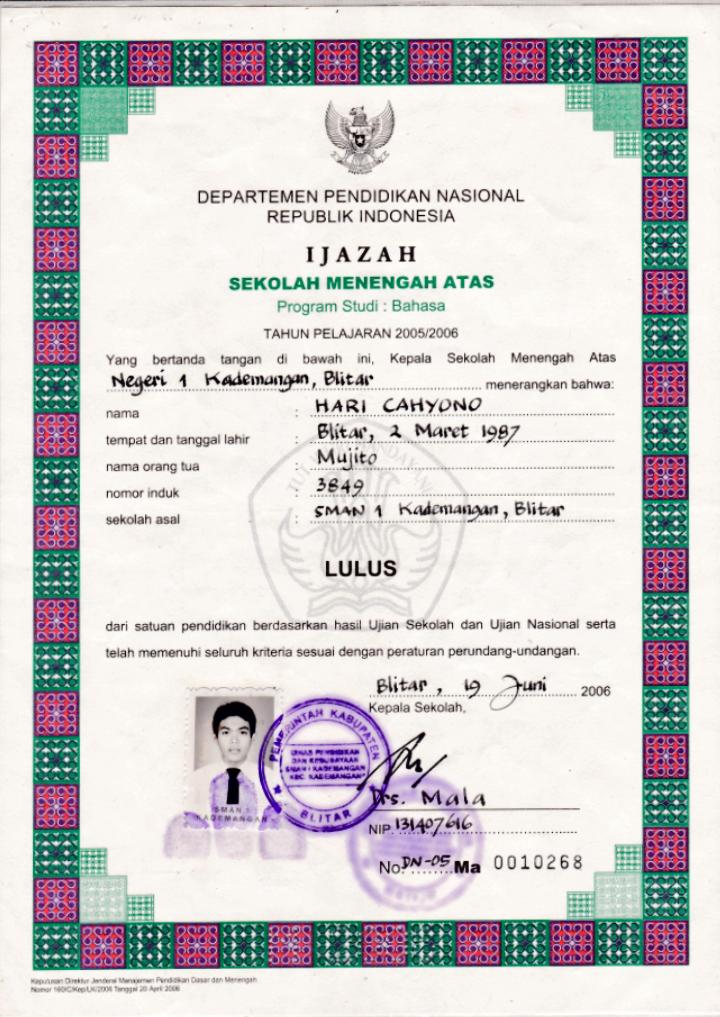 DEPARTEMEN PENDIDIKAN NASIONAL
REPUBLIK INDONESIA
IJAZAH
SEKOLAH MENENGAH ATAS
Program Studi : Bahasa
TAHUN PELAJARAN 2005/2006
Yang bertanda tangan di bawah ini, Kepala Sekolah Menengah Atas
Negeri 1 Kademangan, Blitar menerangkan bahwa:
nama : HARI CAHYONO
tempat dan tanggal lahir : Blitar, 2 Maret 1987
nama orang tua : Mujito
nomor induk : 3849
sekolah asal : SMAN 1 Kademangan, Blitar
LULUS
dari satuan pendidikan berdasarkan hasil Ujian Sekolah dan Ujian Nasional serta
telah memenuhi seluruh kriteria sesuai dengan peraturan perundang-undangan.
Blitar, 19 Juni 2006
Kepala Sekolah,
PEMERINTAH KABUPATEN
DINAS PENDIDIKAN
DAN KEBUDAYAAN
SMAN 1 KADEMANGAN
KEC. KADEMANGAN
BLITAR
SMAN 1
KADEMANGAN
Drs. Mala
NIP. 131407616
No. DN-05 Ma 0010268
Keputusan Direktur Jenderal Manajemen Pendidikan Dasar dan Menengah
Nomor 160/C/Kep/LK/2006 Tanggal 20 April 2006